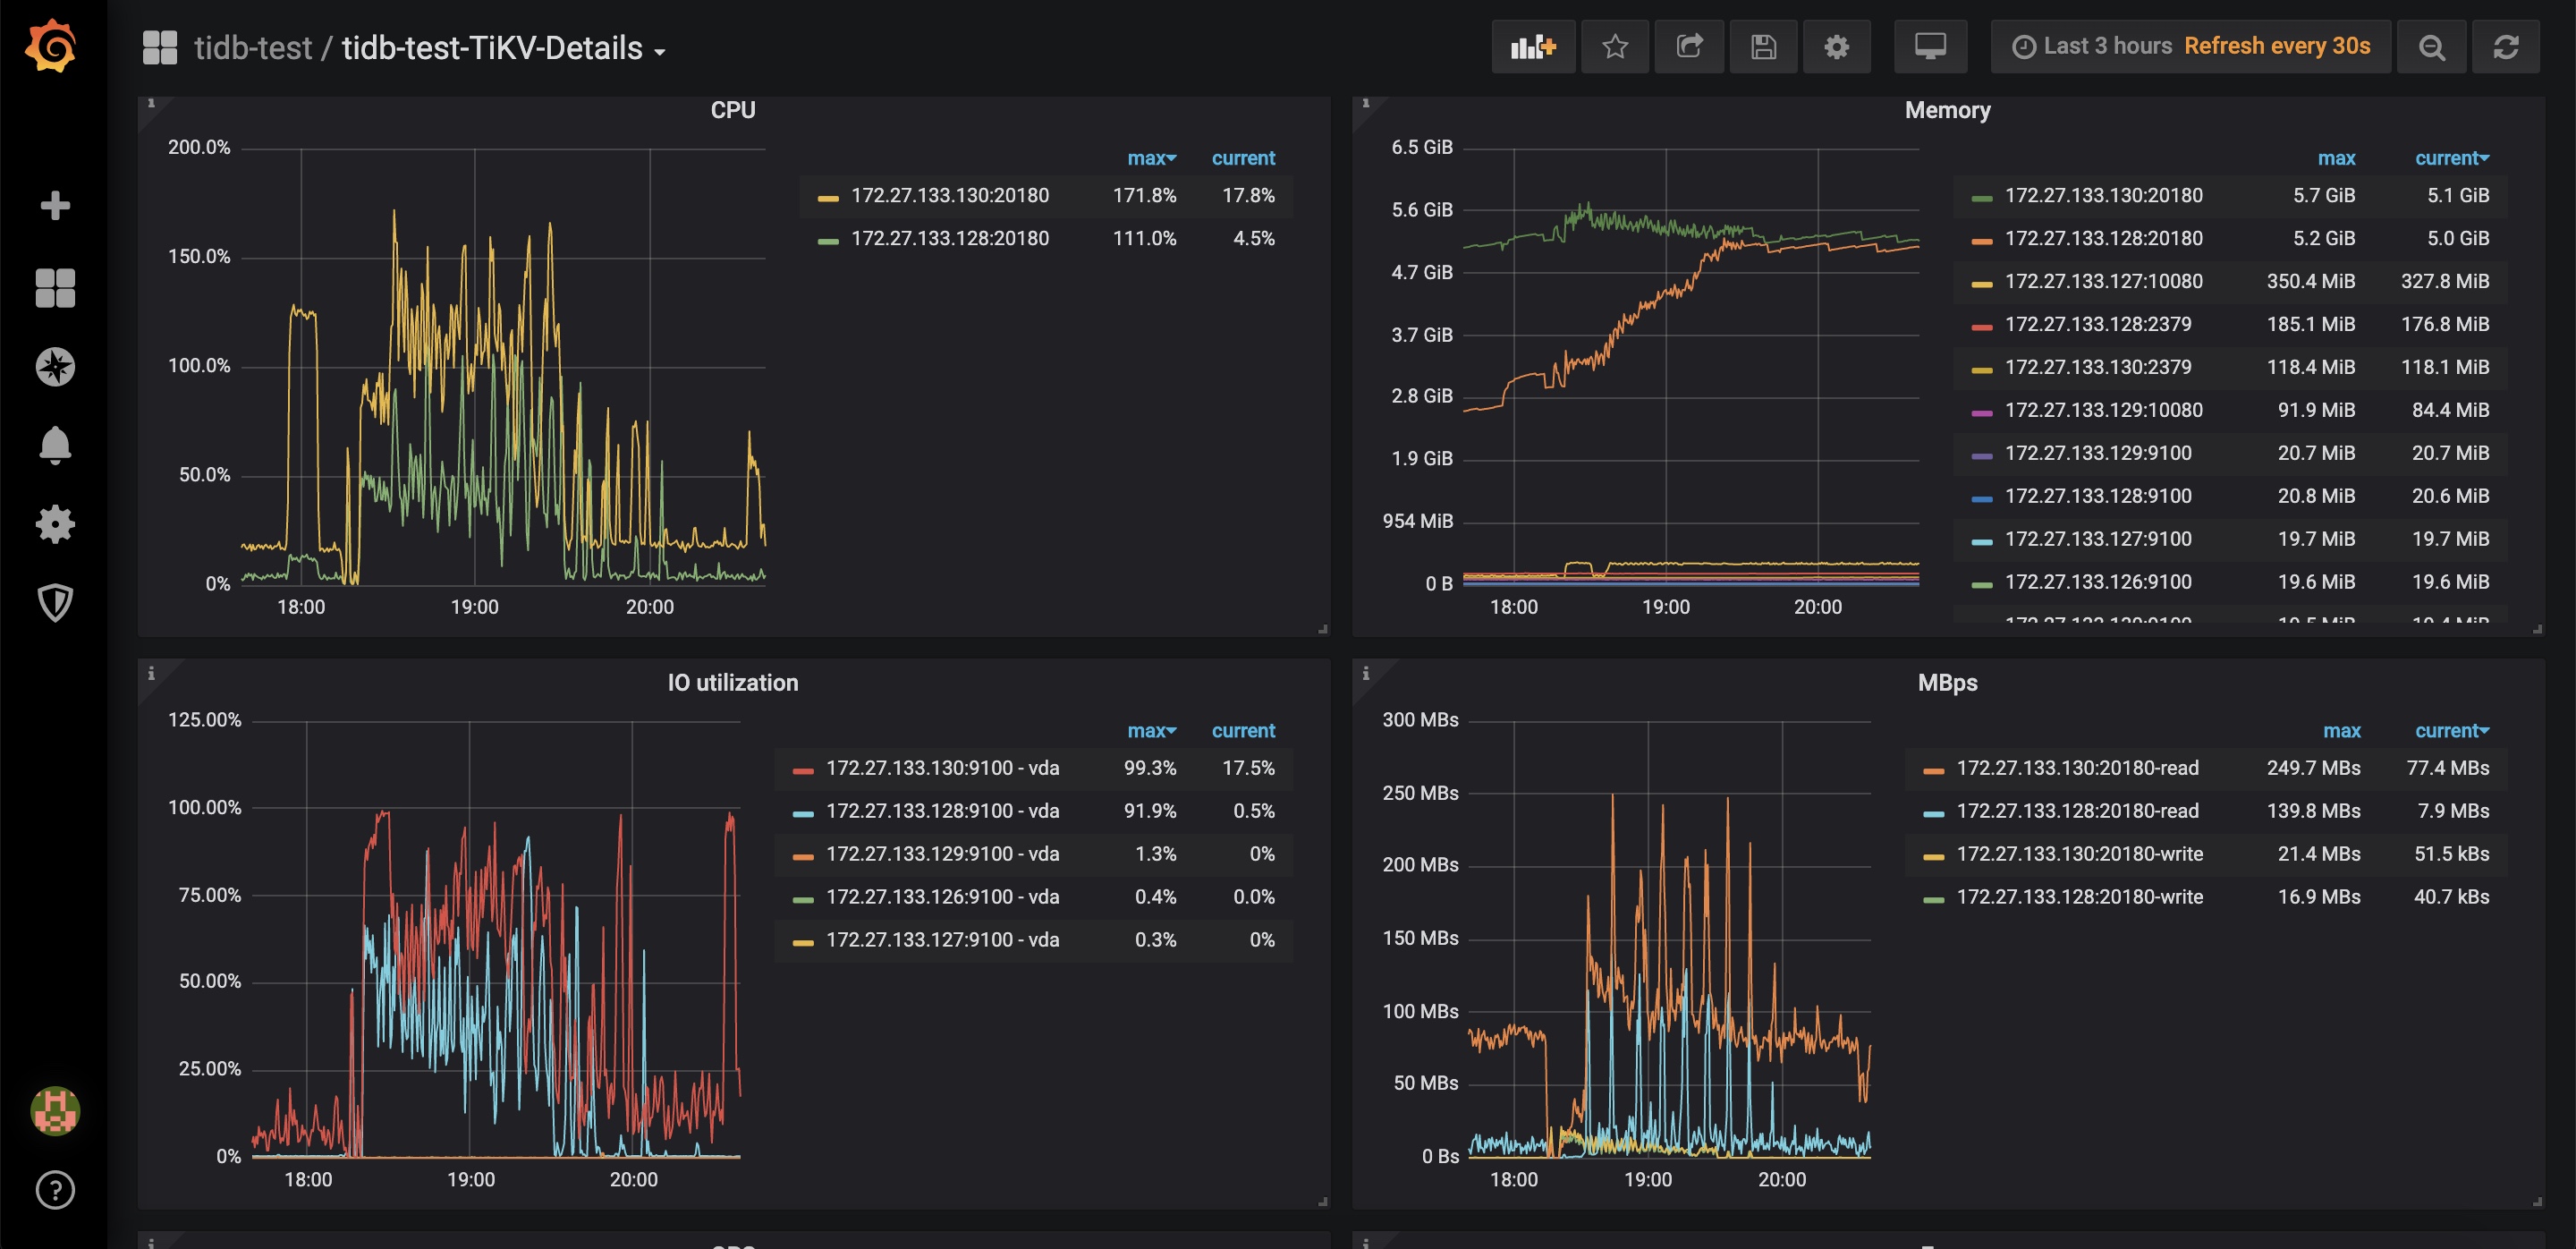 tidb-test / tidb-test-TiKV-Details
Last 3 hours Refresh every 30s
CPU
200.0%
150.0%
100.0%
50.0%
0%
18:00 19:00 20:00
max current
172.27.133.130:20180 171.8% 17.8%
172.27.133.128:20180 111.0% 4.5%
Memory
6.5 GiB
5.6 GiB
4.7 GiB
3.7 GiB
2.8 GiB
1.9 GiB
954 MiB
0 B
18:00 19:00 20:00
max current
172.27.133.130:20180 5.7 GiB 5.1 GiB
172.27.133.128:20180 5.2 GiB 5.0 GiB
172.27.133.127:10080 350.4 MiB 327.8 MiB
172.27.133.128:2379 185.1 MiB 176.8 MiB
172.27.133.130:2379 118.4 MiB 118.1 MiB
172.27.133.129:10080 91.9 MiB 84.4 MiB
172.27.133.129:9100 20.7 MiB 20.7 MiB
172.27.133.128:9100 20.8 MiB 20.6 MiB
172.27.133.127:9100 19.7 MiB 19.7 MiB
172.27.133.126:9100 19.6 MiB 19.6 MiB
IO utilization
125.00%
100.00%
75.00%
50.00%
25.00%
0%
18:00 19:00 20:00
max current
172.27.133.130:9100 - vda 99.3% 17.5%
172.27.133.128:9100 - vda 91.9% 0.5%
172.27.133.129:9100 - vda 1.3% 0%
172.27.133.126:9100 - vda 0.4% 0.0%
172.27.133.127:9100 - vda 0.3% 0%
MBps
300 MBs
250 MBs
200 MBs
150 MBs
100 MBs
50 MBs
0 Bs
18:00 19:00 20:00
max current
172.27.133.130:20180-read 249.7 MBs 77.4 MBs
172.27.133.128:20180-read 139.8 MBs 7.9 MBs
172.27.133.130:20180-write 21.4 MBs 51.5 kBs
172.27.133.128:20180-write 16.9 MBs 40.7 kBs